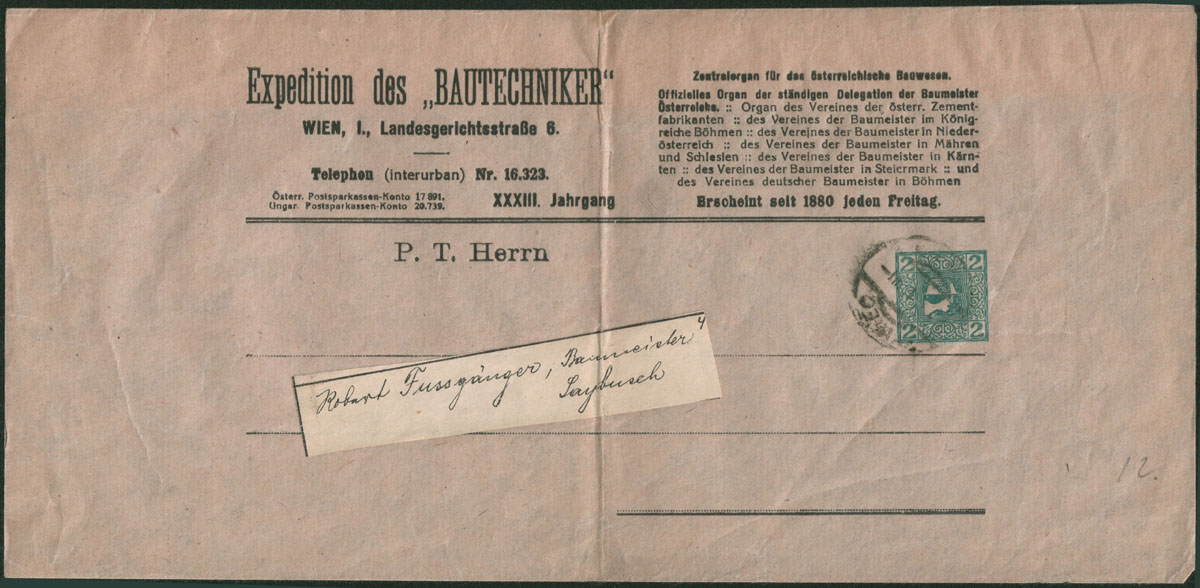 Expedition des „BAUTECHNIKER“
WIEN, I., Landesgerichtsstraße 6.
Telephon (interurban) Nr. 16.323.
Österr. Postsparkassen-Konto 17 891.
Ungar. Postsparkassen-Konto 20.739.
XXXIII. Jahrgang
Zentralorgan für das österreichische Bauwesen.
Offizielles Organ der ständigen Delegation der Baumeister
Österreichs. :: Organ des Vereines der österr. Zement-
fabrikanten :: des Vereines der Baumeister im König-
reiche Böhmen :: des Vereines der Baumeister in Nieder-
österreich :: des Vereines der Baumeister in Mähren
und Schlesien :: des Vereines der Baumeister in Kärn-
ten :: des Vereines der Baumeister in Steiermark :: und
des Vereines deutscher Baumeister in Böhmen
Erscheint seit 1880 jeden Freitag.
P. T. Herrn
2 2
2 2
4
Robert Fussgänger, Baumeister
Saybusch
12.